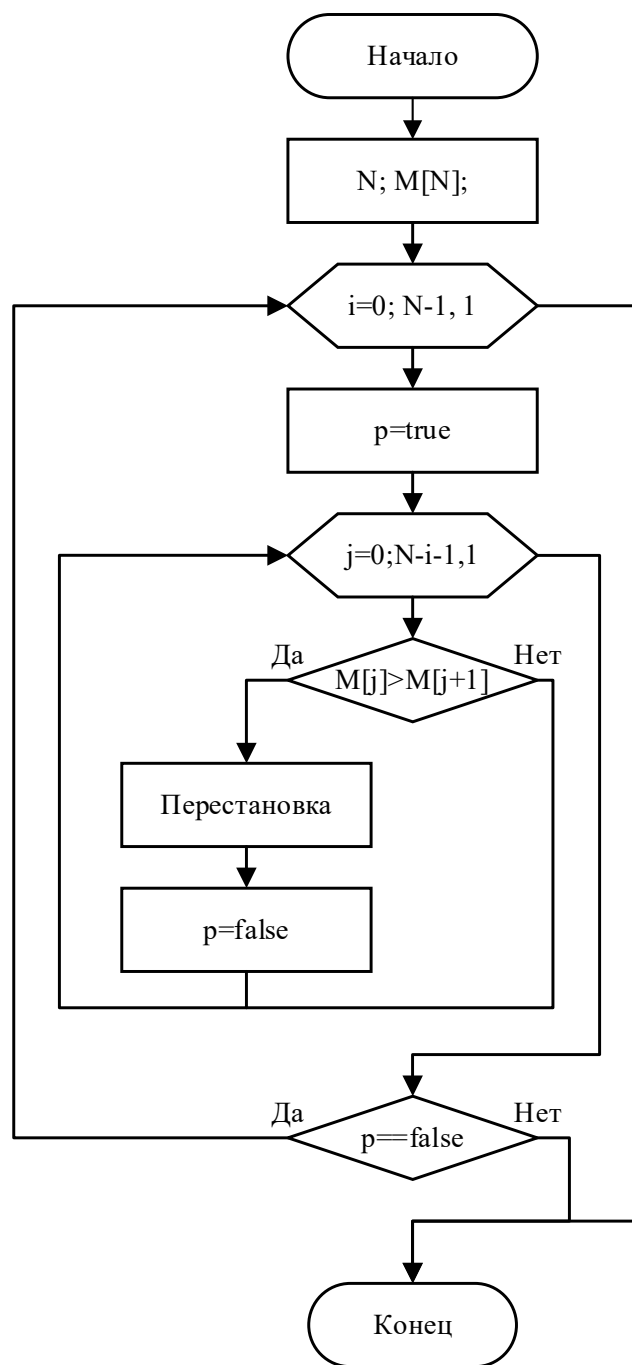 Начало
N; M[N];
i=0; N-1, 1
p=true
j=0;N-i-1,1
Да
Нет
M[j]>M[j+1]
Перестановка
p=false
Да
Нет
p==false
Конец